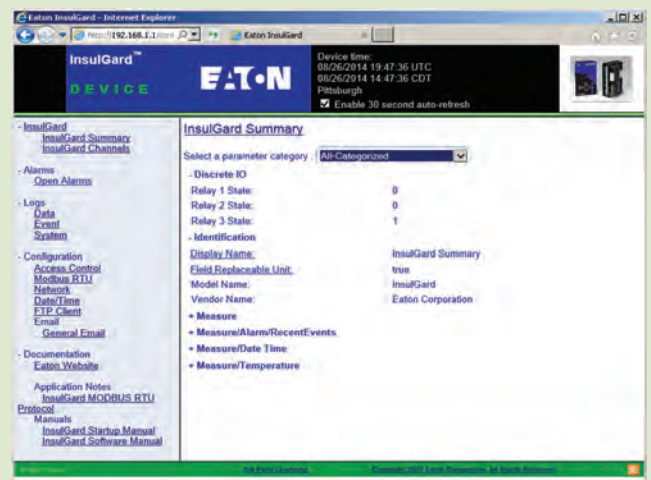 Eaton InsulGard - Internet Explorer
192.168.1.1
Eaton InsulGard
InsulGard™
DEVICE
EATON
Device time:
08/26/2014 19:47:36 UTC
08/26/2014 14:47:36 CDT
Pittsburgh
Enable 30 second auto-refresh
- InsulGard
InsulGard Summary
InsulGard Channels
- Alarms
Open Alarms
- Logs
Data
Event
System
- Configuration
Access Control
Modbus RTU
Network
Date/Time
FTP Client
Email
General Email
- Documentation
Eaton Website
Application Notes
InsulGard MODBUS RTU
Protocol
Manuals
InsulGard Startup Manual
InsulGard Software Manual
InsulGard Summary
Select a parameter category : All-Categorized
- Discrete IO
Relay 1 State: 0
Relay 2 State: 0
Relay 3 State: 1
- Identification
Display Name: InsulGard Summary
Field Replaceable Unit: true
Model Name: InsulGard
Vendor Name: Eaton Corporation
+ Measure
+ Measure/Alarm/RecentEvents
+ Measure/Date Time
+ Measure/Temperature